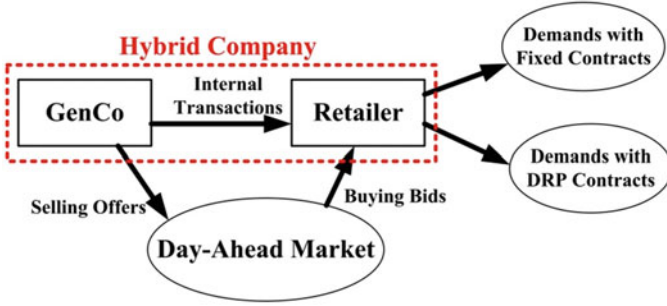 Hybrid Company
GenCo
Internal
Transactions
Retailer
Demands with
Fixed Contracts
Demands with
DRP Contracts
Selling Offers
Buying Bids
Day-Ahead Market